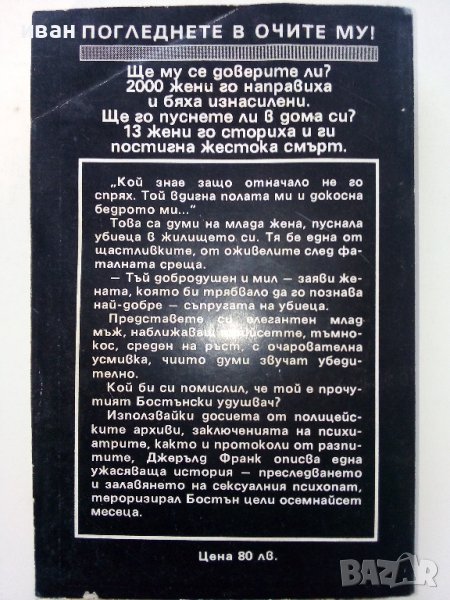 иван
ПОГЛЕДНЕТЕ В ОЧИТЕ МУ!
Ще му се доверите ли?
2000 жени го направиха
и бяха изнасилени.
Ще го пуснете ли в дома си?
13 жени го сториха и ги
постигна жестока смърт.
„Кой знае защо отначало не го
спрях. Той вдигна полата ми и докосна
бедрото ми...“
Това са думи на млада жена, пуснала
убиеца в жилището си. Тя бе една от
щастливките, от оживелите след фа-
талната среща.
– Тъй добродушен и мил – заяви же-
ната, която би трябвало да го познава
най-добре – съпругата на убиеца.
Представете си елегантен млад
мъж, наближаващ трийсетте, тъмно-
кос, среден на ръст, с очарователна
усмивка, чиито думи звучат убеди-
телно.
Кой би си помислил, че той е прочу-
тият Бостънски удушвач?
Използвайки досиета от полицей-
ските архиви, заключенията на психи-
атрите, както и протоколи от разпи-
тите, Джерълд Франк описва една
ужасяваща история – преследването
и залавянето на сексуалния психопат,
тероризирал Бостън цели осемнайсет
месеца.
Цена 80 лв.
БАЗАР